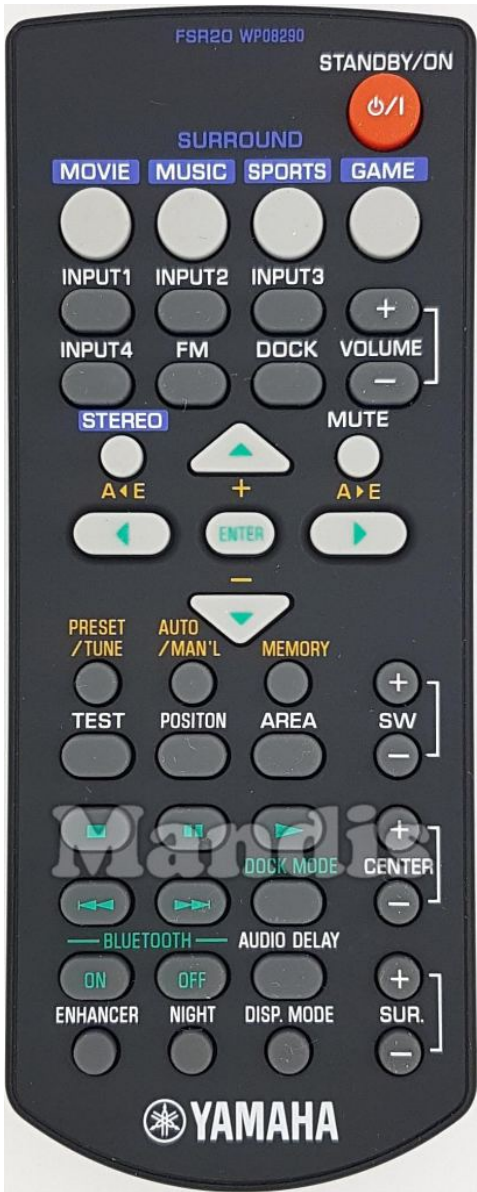 FSR20 WP08290
STANDBY/ON
SURROUND
MOVIE MUSIC SPORTS GAME
INPUT1 INPUT2 INPUT3
+
INPUT4 FM DOCK VOLUME
–
STEREO MUTE
A◂E + A▸E
ENTER
–
PRESET AUTO
/TUNE /MAN'L MEMORY
+
TEST POSITON AREA SW
–
Mandis
+
DOCK MODE CENTER
–
BLUETOOTH AUDIO DELAY
ON OFF +
ENHANCER NIGHT DISP. MODE SUR.
–
YAMAHA